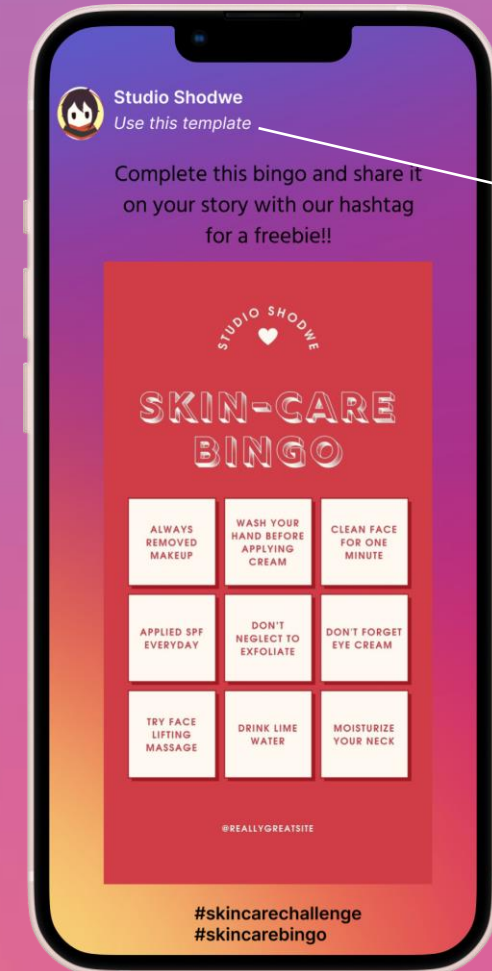 Studio Shodwe
Use this template
Complete this bingo and share it
on your story with our hashtag
for a freebie!!
STUDIO SHODWE
SKIN-CARE
BINGO
ALWAYS
REMOVED
MAKEUP
WASH YOUR
HAND BEFORE
APPLYING
CREAM
CLEAN FACE
FOR ONE
MINUTE
APPLIED SPF
EVERYDAY
DON'T
NEGLECT TO
EXFOLIATE
DON'T FORGET
EYE CREAM
TRY FACE
LIFTING
MASSAGE
DRINK LIME
WATER
MOISTURIZE
YOUR NECK
@REALLYGREATSITE
#skincarechallenge
#skincarebingo